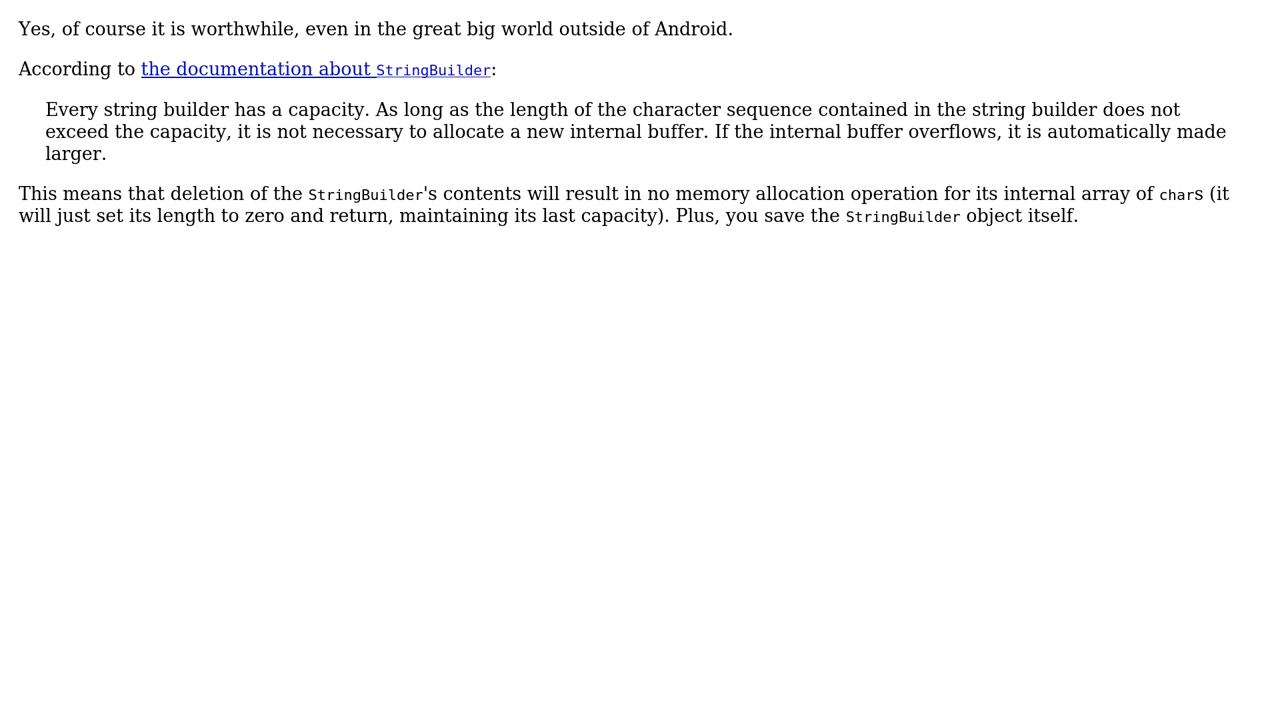 Yes, of course it is worthwhile, even in the great big world outside of Android.
According to the documentation about StringBuilder:
Every string builder has a capacity. As long as the length of the character sequence contained in the string builder does not
exceed the capacity, it is not necessary to allocate a new internal buffer. If the internal buffer overflows, it is automatically made
larger.
This means that deletion of the StringBuilder's contents will result in no memory allocation operation for its internal array of chars (it
will just set its length to zero and return, maintaining its last capacity). Plus, you save the StringBuilder object itself.